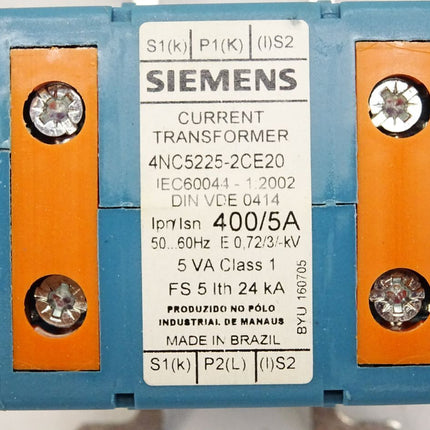 S1(k) P1(K) (l)S2
SIEMENS
CURRENT
TRANSFORMER
4NC5225-2CE20
IEC60044 - 1.2002
DIN VDE 0414
Ipn/Isn 400/5A
50...60Hz E 0,72/3/-kV
5 VA Class 1
FS 5 Ith 24 kA
PRODUZIDO NO PÓLO
INDUSTRIAL DE MANAUS
MADE IN BRAZIL
BYU 160705
S1(k) P2(L) (l)S2